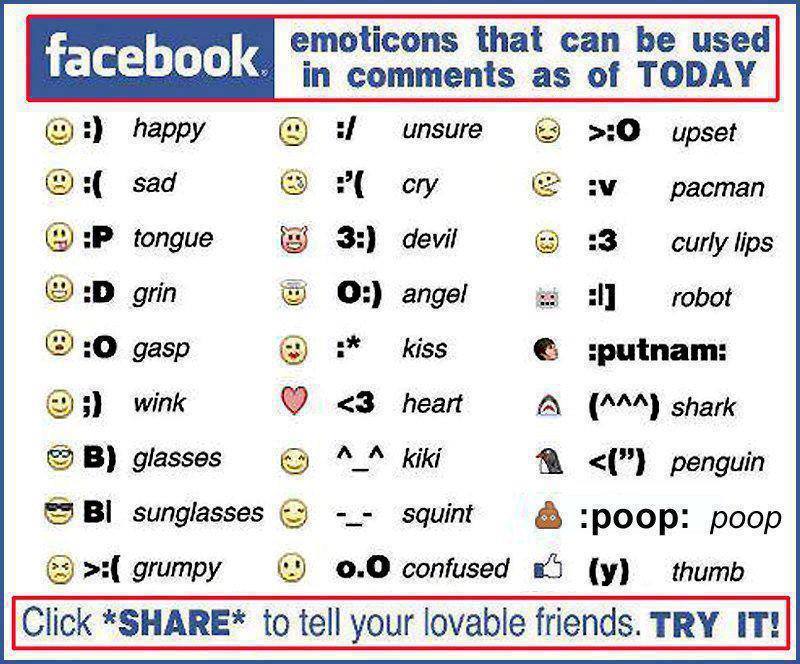 facebook® emoticons that can be used
in comments as of TODAY
:) happy :/ unsure >:O upset
:( sad :’( cry :v pacman
:P tongue 3:) devil :3 curly lips
:D grin O:) angel :|] robot
:O gasp :* kiss :putnam:
;) wink <3 heart (^^^) shark
B) glasses ^_^ kiki <(”) penguin
B| sunglasses -_- squint :poop: poop
>:( grumpy o.O confused (y) thumb
Click *SHARE* to tell your lovable friends. TRY IT!